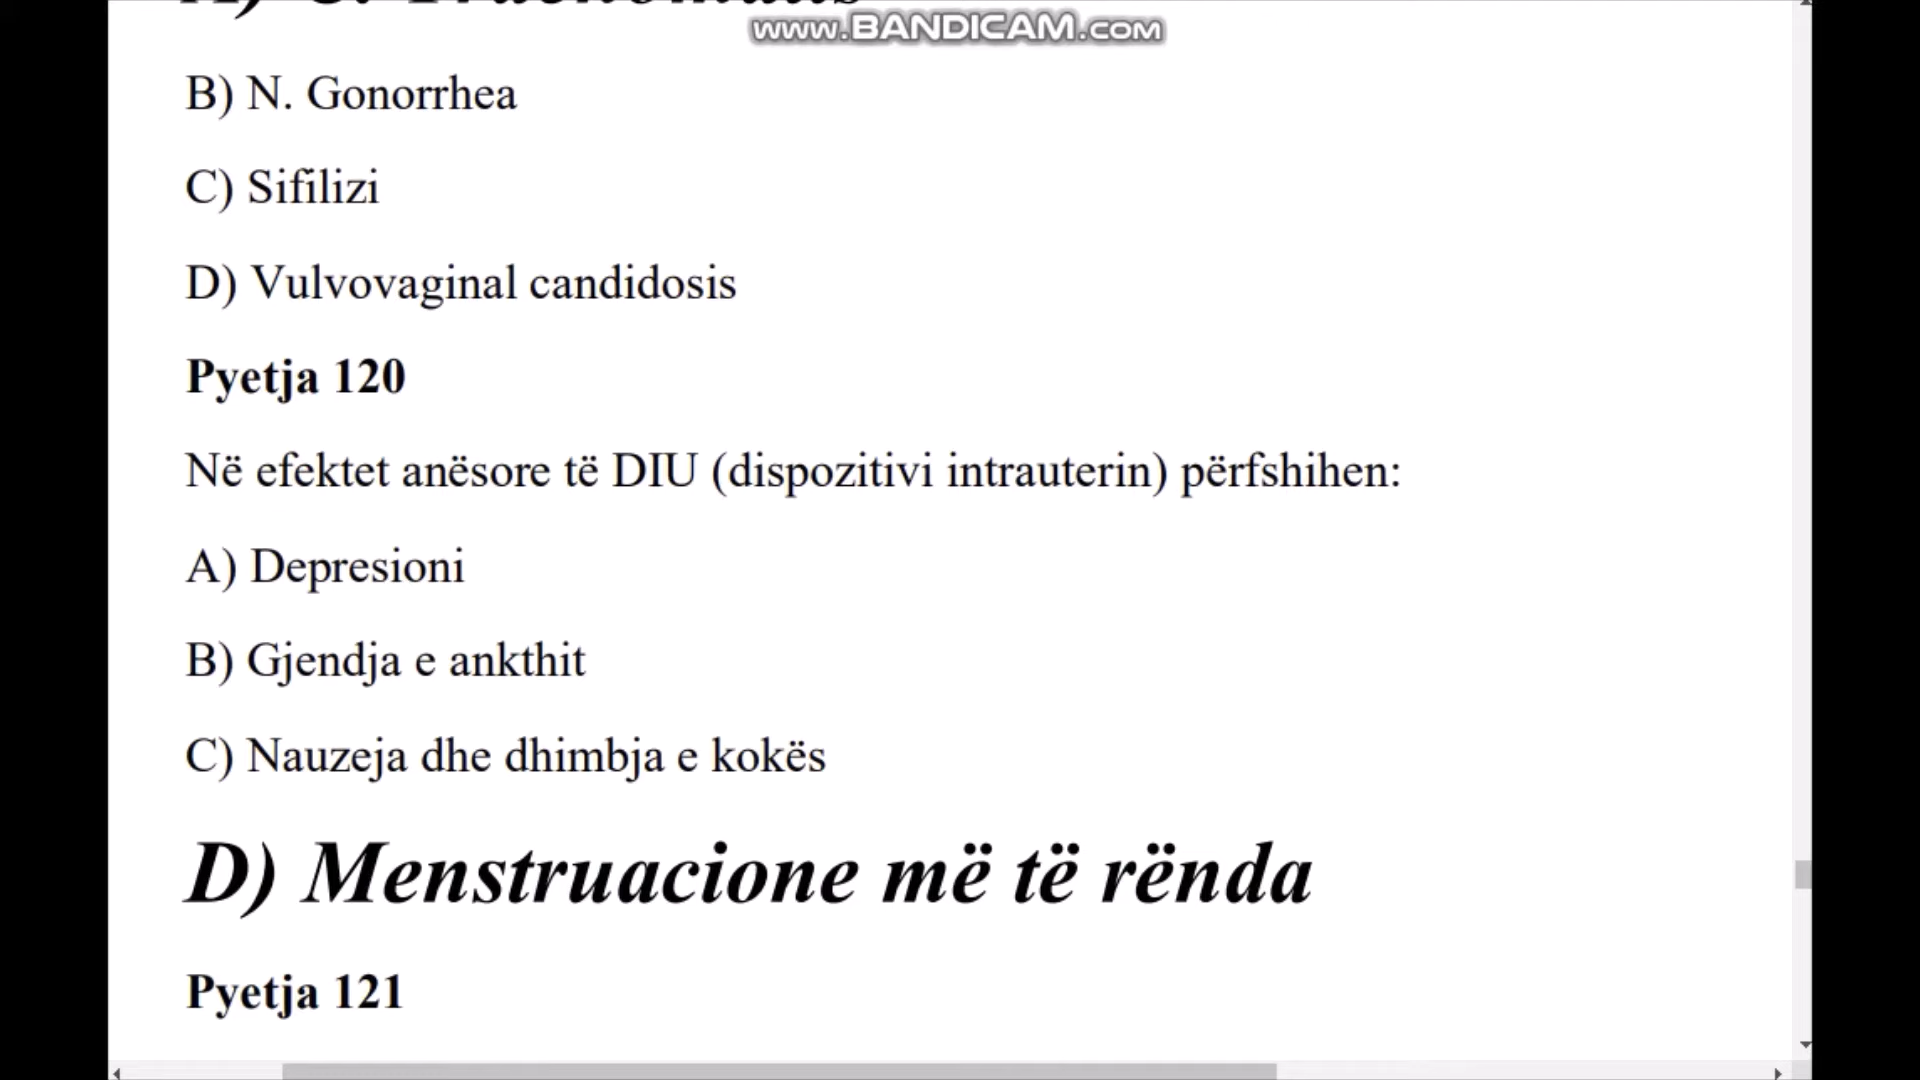 www.BANDICAM.com
B) N. Gonorrhea
C) Sifilizi
D) Vulvovaginal candidosis
Pyetja 120
Në efektet anësore të DIU (dispozitivi intrauterin) përfshihen:
A) Depresioni
B) Gjendja e ankthit
C) Nauzeja dhe dhimbja e kokës
D) Menstruacione më të rënda
Pyetja 121